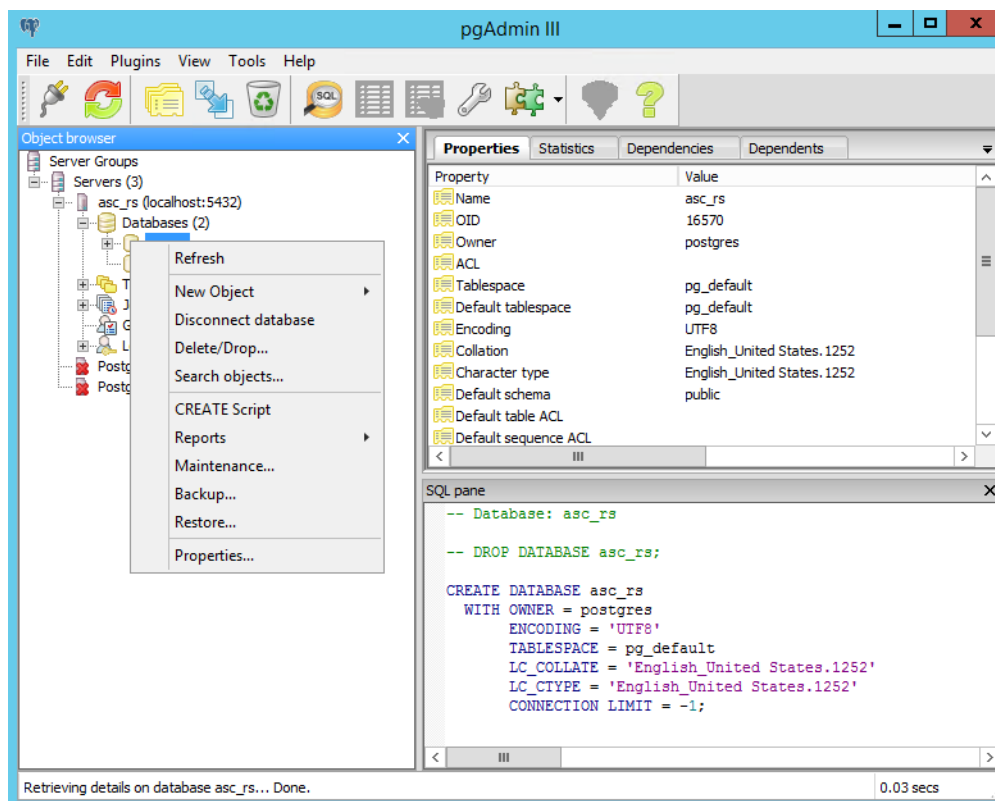 pgAdmin III
File Edit Plugins View Tools Help
SQL
Object browser
Server Groups
Servers (3)
asc_rs (localhost:5432)
Databases (2)
T
J
G
L
Postg
Postg
Refresh
New Object
Disconnect database
Delete/Drop...
Search objects...
CREATE Script
Reports
Maintenance...
Backup...
Restore...
Properties...
Properties Statistics Dependencies Dependents
Property Value
Name asc_rs
OID 16570
Owner postgres
ACL
Tablespace pg_default
Default tablespace pg_default
Encoding UTF8
Collation English_United States.1252
Character type English_United States.1252
Default schema public
Default table ACL
Default sequence ACL
SQL pane
-- Database: asc_rs
-- DROP DATABASE asc_rs;
CREATE DATABASE asc_rs
WITH OWNER = postgres
ENCODING = 'UTF8'
TABLESPACE = pg_default
LC_COLLATE = 'English_United States.1252'
LC_CTYPE = 'English_United States.1252'
CONNECTION LIMIT = -1;
Retrieving details on database asc_rs... Done.
0.03 secs